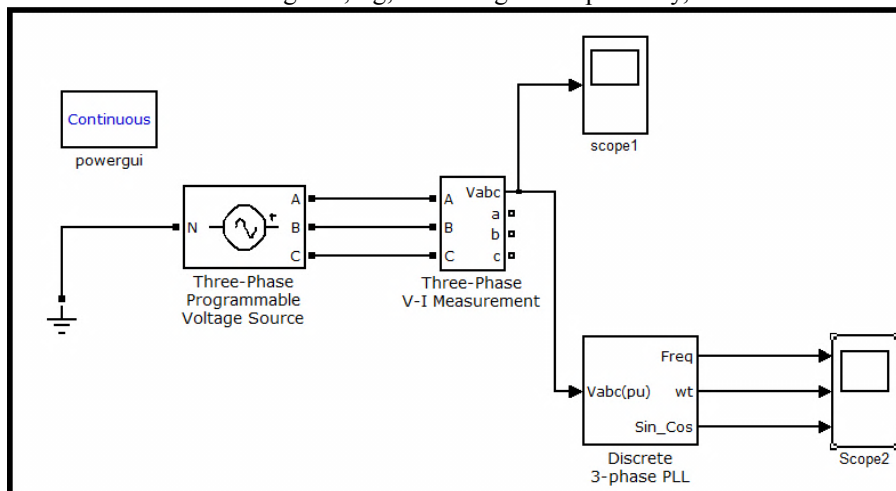 Continuous
powergui
scope1
N
A
B
C
Three-Phase
Programmable
Voltage Source
A
B
C
Vabc
a
b
c
Three-Phase
V-I Measurement
Vabc(pu)
Freq
wt
Sin_Cos
Discrete
3-phase PLL
Scope2